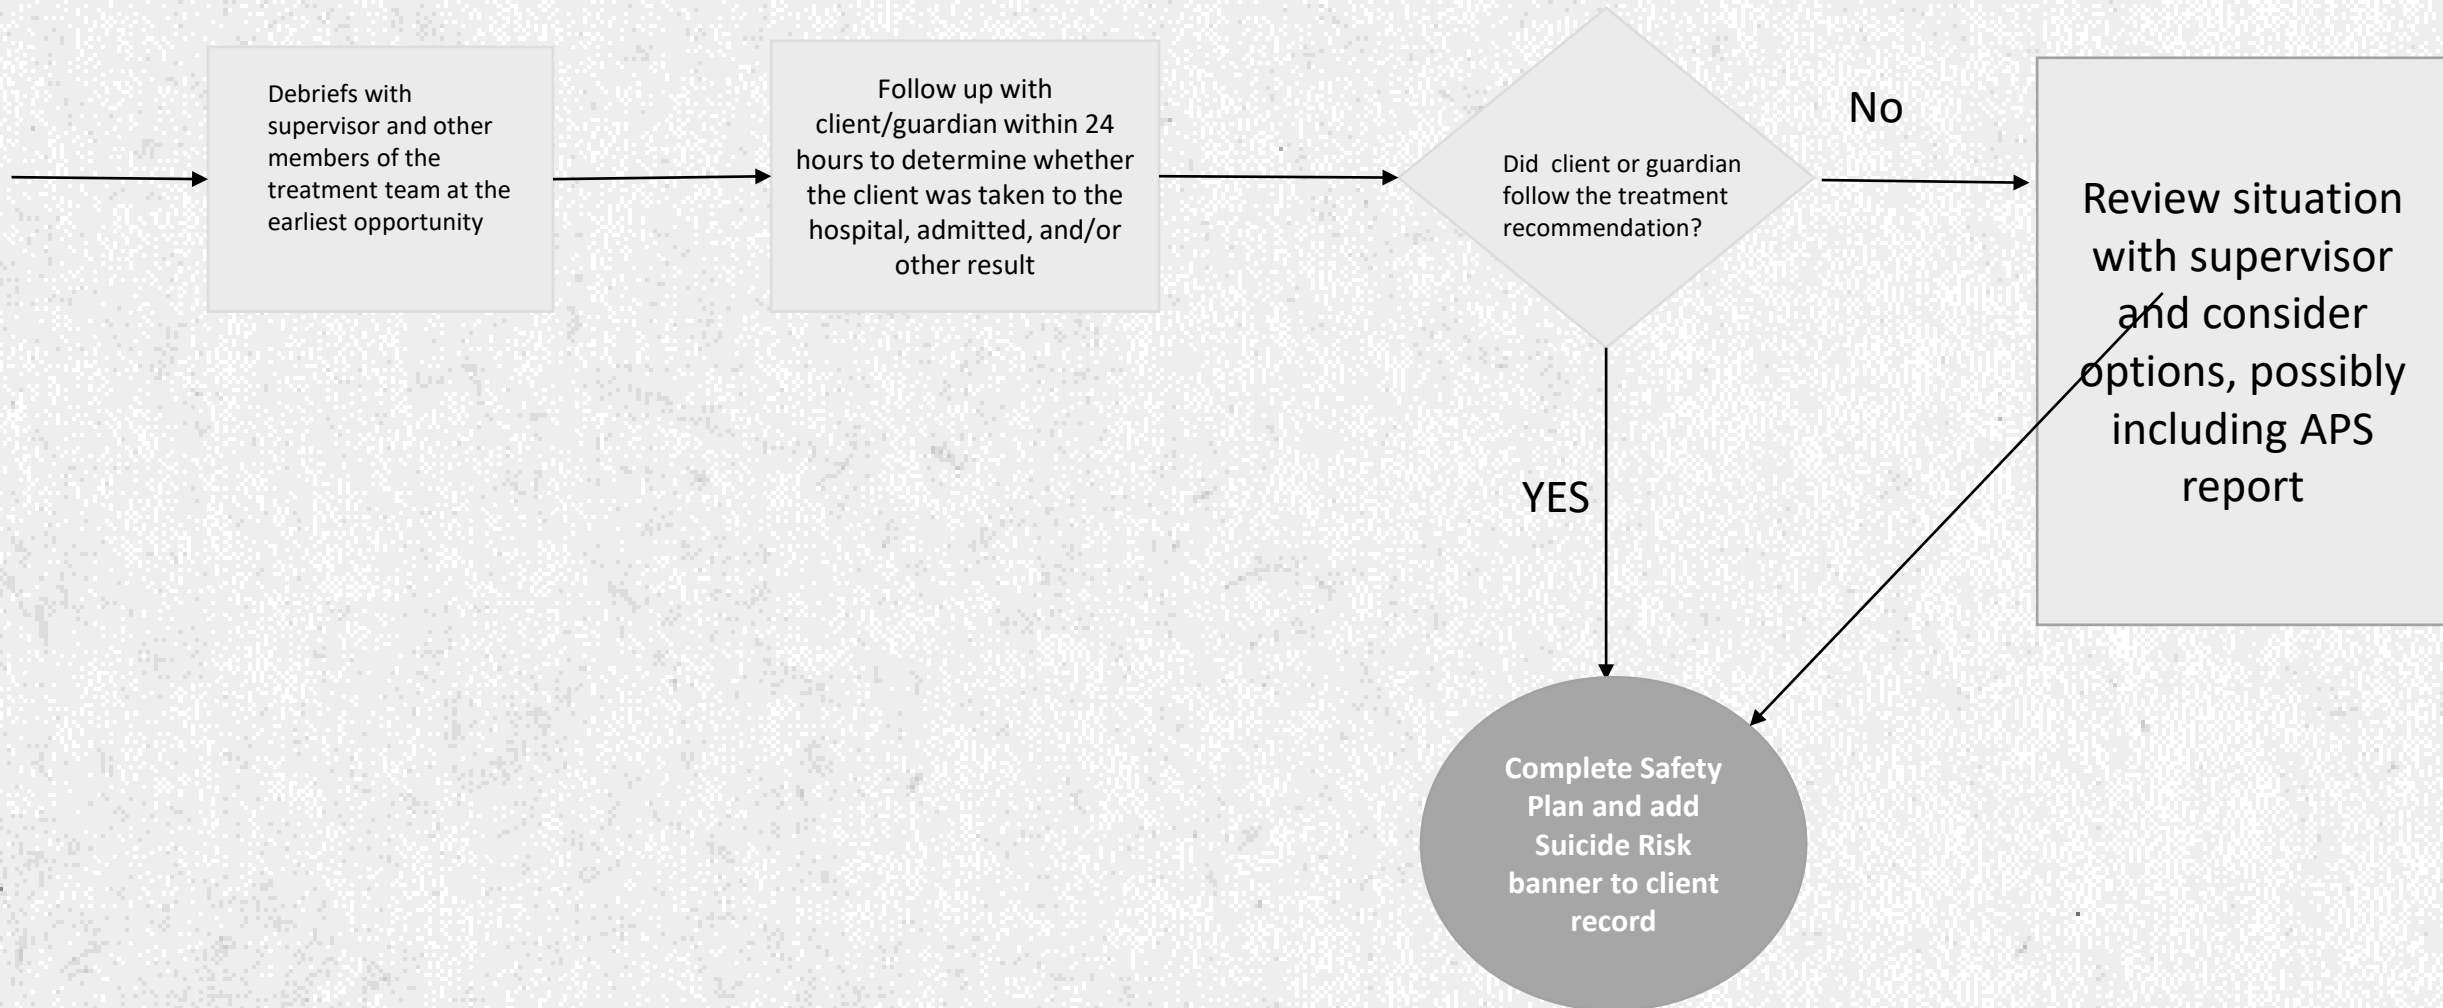 Debriefs with
supervisor and other
members of the
treatment team at the
earliest opportunity
Follow up with
client/guardian within 24
hours to determine whether
the client was taken to the
hospital, admitted, and/or
other result
Did client or guardian
follow the treatment
recommendation?
No
Review situation
with supervisor
and consider
options, possibly
including APS
report
YES
Complete Safety
Plan and add
Suicide Risk
banner to client
record